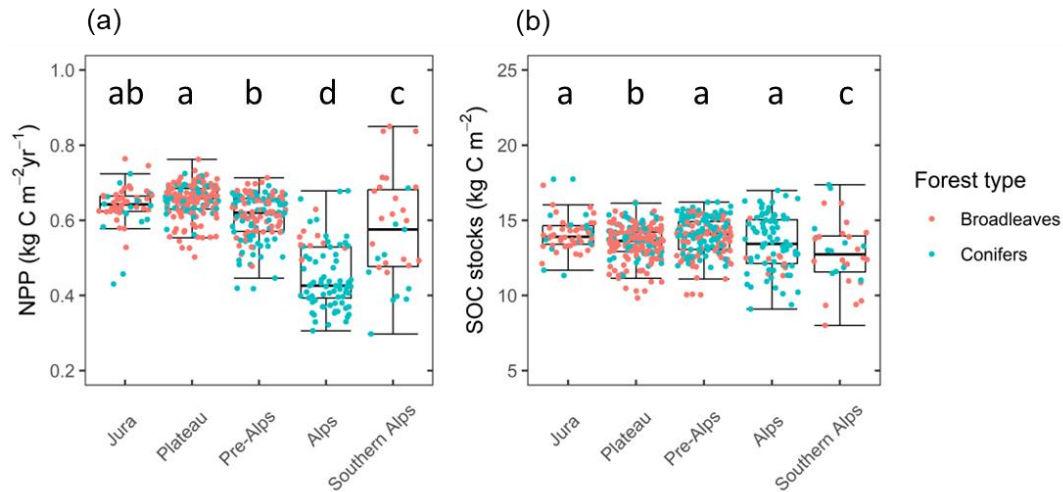 (a)
NPP (kg C m⁻²yr⁻¹)
1.0
0.8
0.6
0.4
0.2
ab a b d c
Jura
Plateau
Pre-Alps
Alps
Southern Alps
(b)
SOC stocks (kg C m⁻²)
25
20
15
10
5
a b a a c
Jura
Plateau
Pre-Alps
Alps
Southern Alps
Forest type
Broadleaves
Conifers